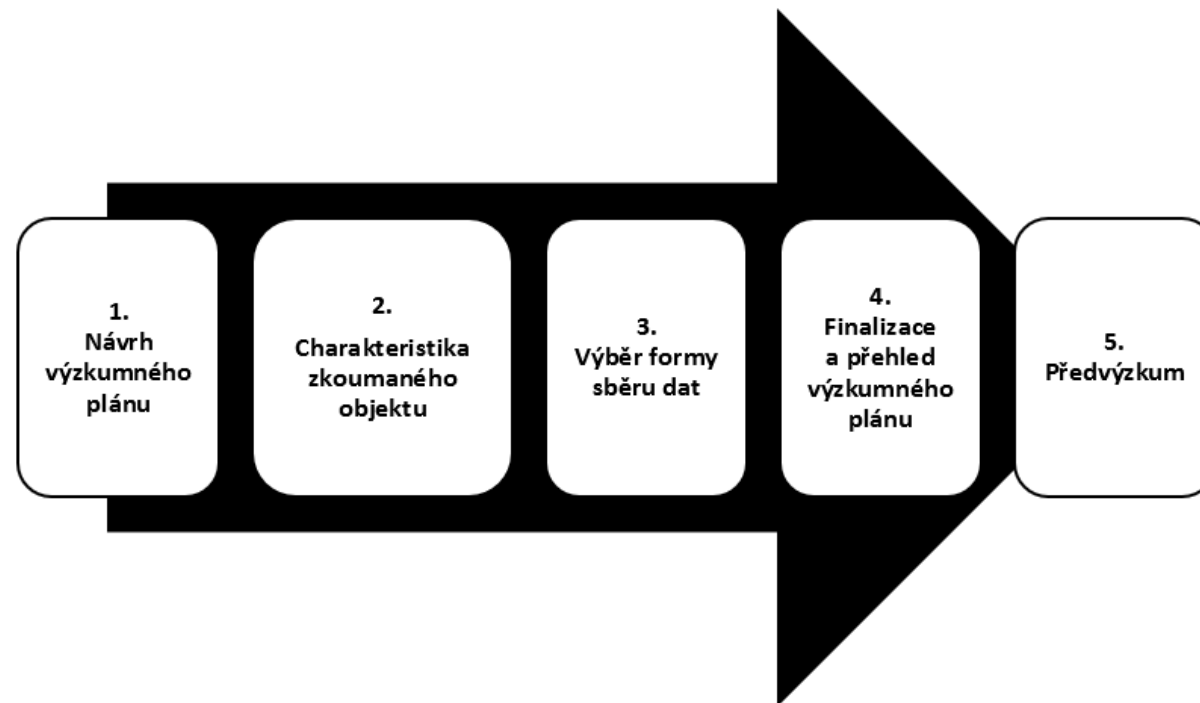 1.
Návrh
výzkumného
plánu
2.
Charakteristika
zkoumaného
objektu
3.
Výběr formy
sběru dat
4.
Finalizace
a přehled
výzkumného
plánu
5.
Předvýzkum